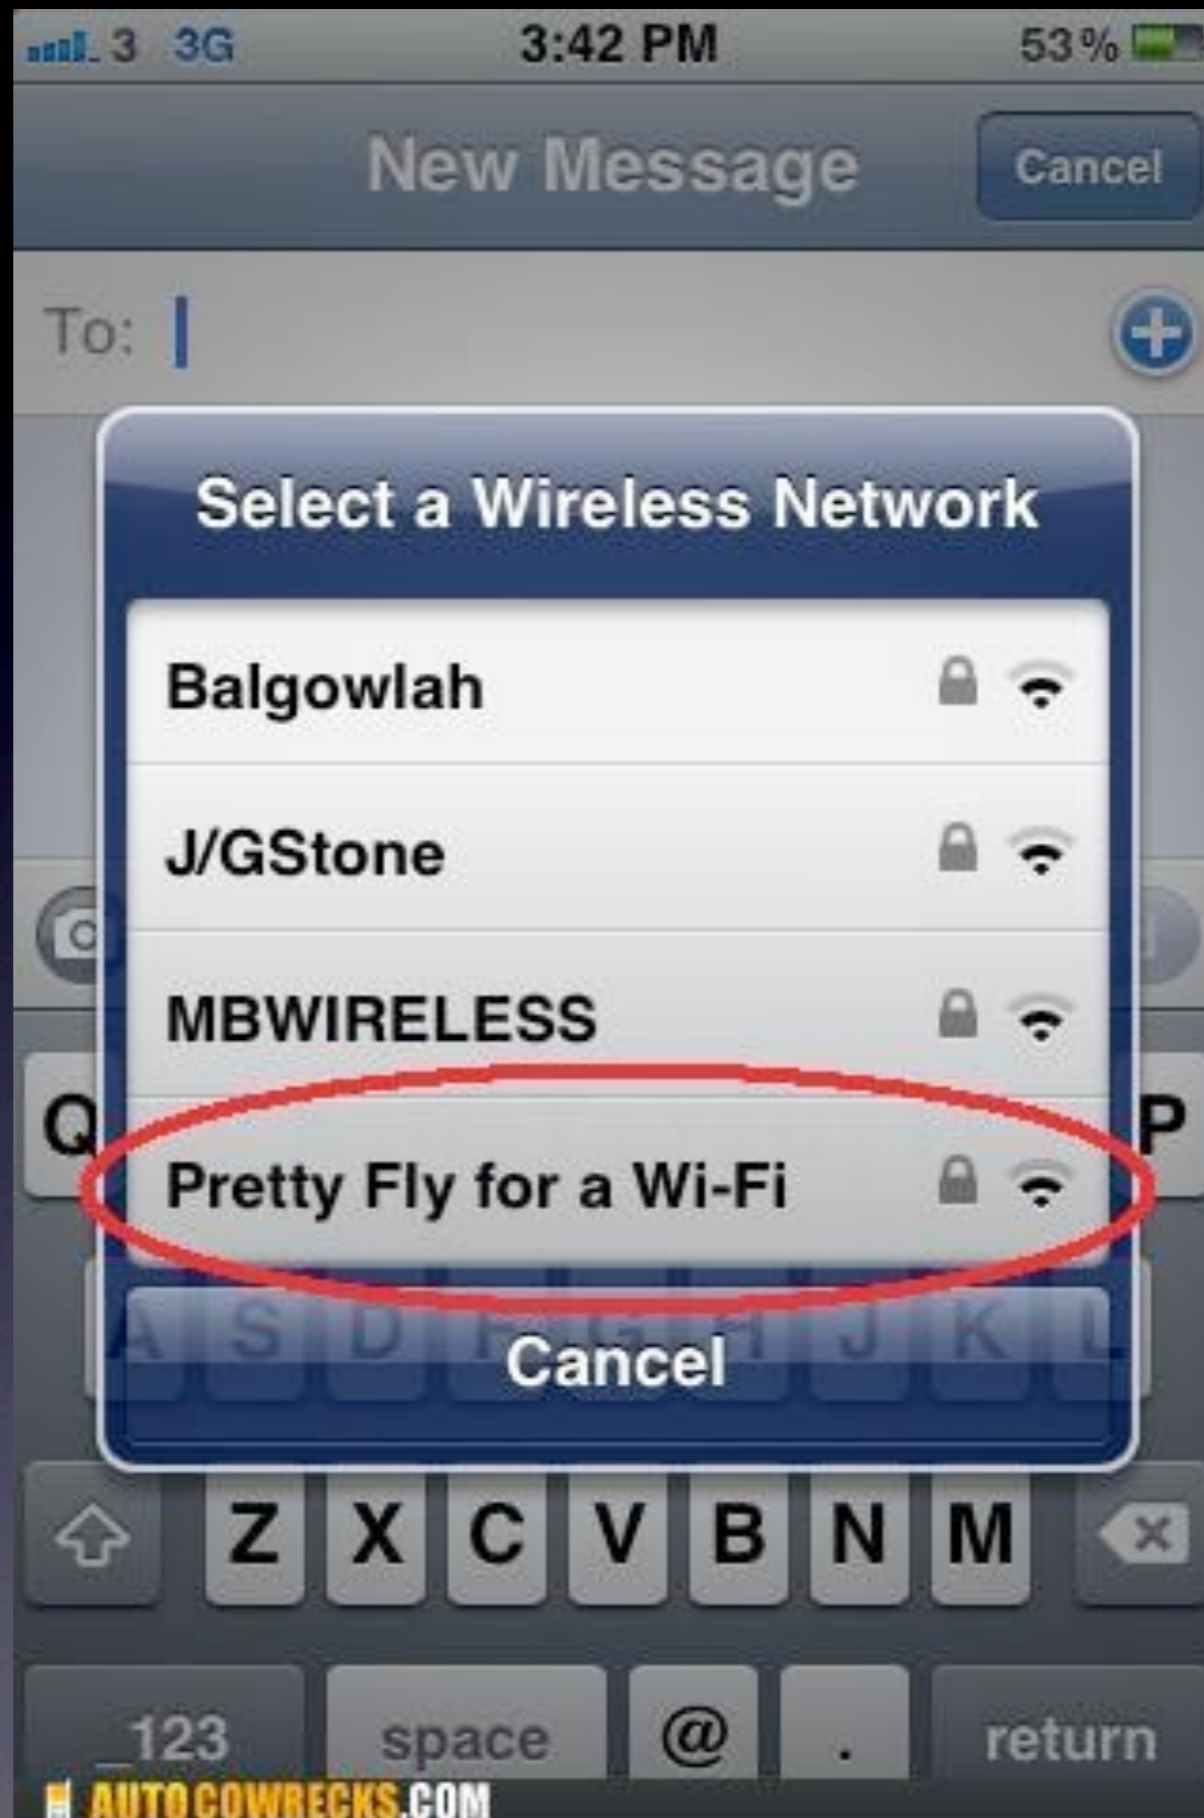 3 3G 3:42 PM 53%
New Message Cancel
To:
Select a Wireless Network
Balgowlah
J/GStone
MBWIRELESS
Pretty Fly for a Wi-Fi
Cancel
Q P
A S D F G H J K L
Z X C V B N M
_123 space @ . return
AUTOCOWRECKS.COM